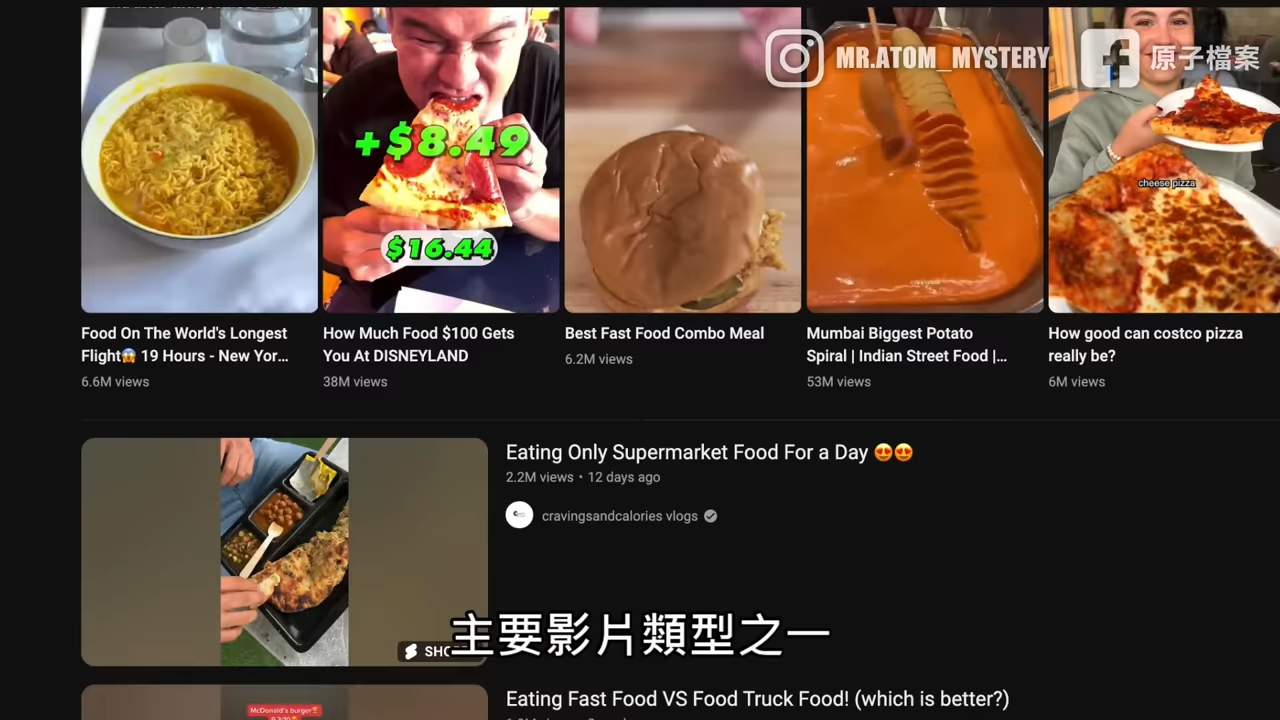 MR.ATOM_MYSTERY
原子檔案
+$8.49
$16.44
cheese pizza
Food On The World's Longest
Flight😱 19 Hours - New Yor...
6.6M views
How Much Food $100 Gets
You At DISNEYLAND
38M views
Best Fast Food Combo Meal
6.2M views
Mumbai Biggest Potato
Spiral | Indian Street Food |...
53M views
How good can costco pizza
really be?
6M views
Eating Only Supermarket Food For a Day 😍😍
2.2M views • 12 days ago
cravingsandcalories vlogs
SHO
主要影片類型之一
Eating Fast Food VS Food Truck Food! (which is better?)
McDonald's burger